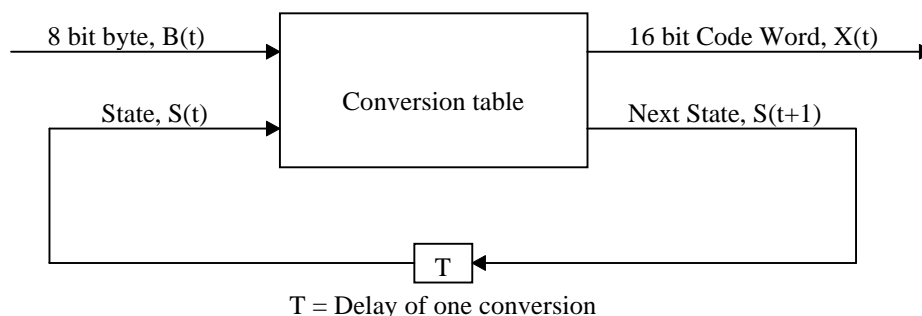 8 bit byte, B(t)
16 bit Code Word, X(t)
Conversion table
State, S(t)
Next State, S(t+1)
T
T = Delay of one conversion